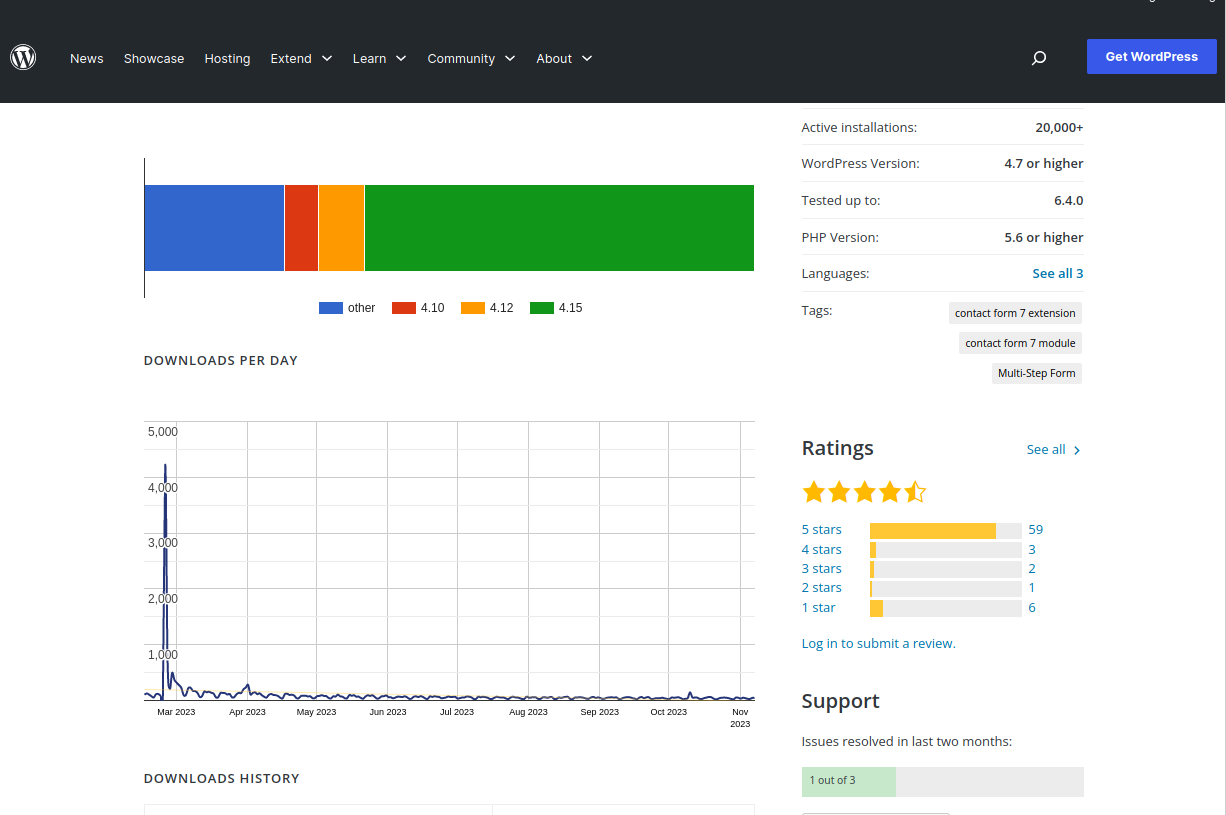 News Showcase Hosting Extend Learn Community About Get WordPress
other 4.10 4.12 4.15
DOWNLOADS PER DAY
5,000
4,000
3,000
2,000
1,000
Mar 2023 Apr 2023 May 2023 Jun 2023 Jul 2023 Aug 2023 Sep 2023 Oct 2023 Nov
2023
DOWNLOADS HISTORY
Active installations: 20,000+
WordPress Version: 4.7 or higher
Tested up to: 6.4.0
PHP Version: 5.6 or higher
Languages: See all 3
Tags: contact form 7 extension
contact form 7 module
Multi-Step Form
Ratings See all
5 stars 59
4 stars 3
3 stars 2
2 stars 1
1 star 6
Log in to submit a review.
Support
Issues resolved in last two months:
1 out of 3